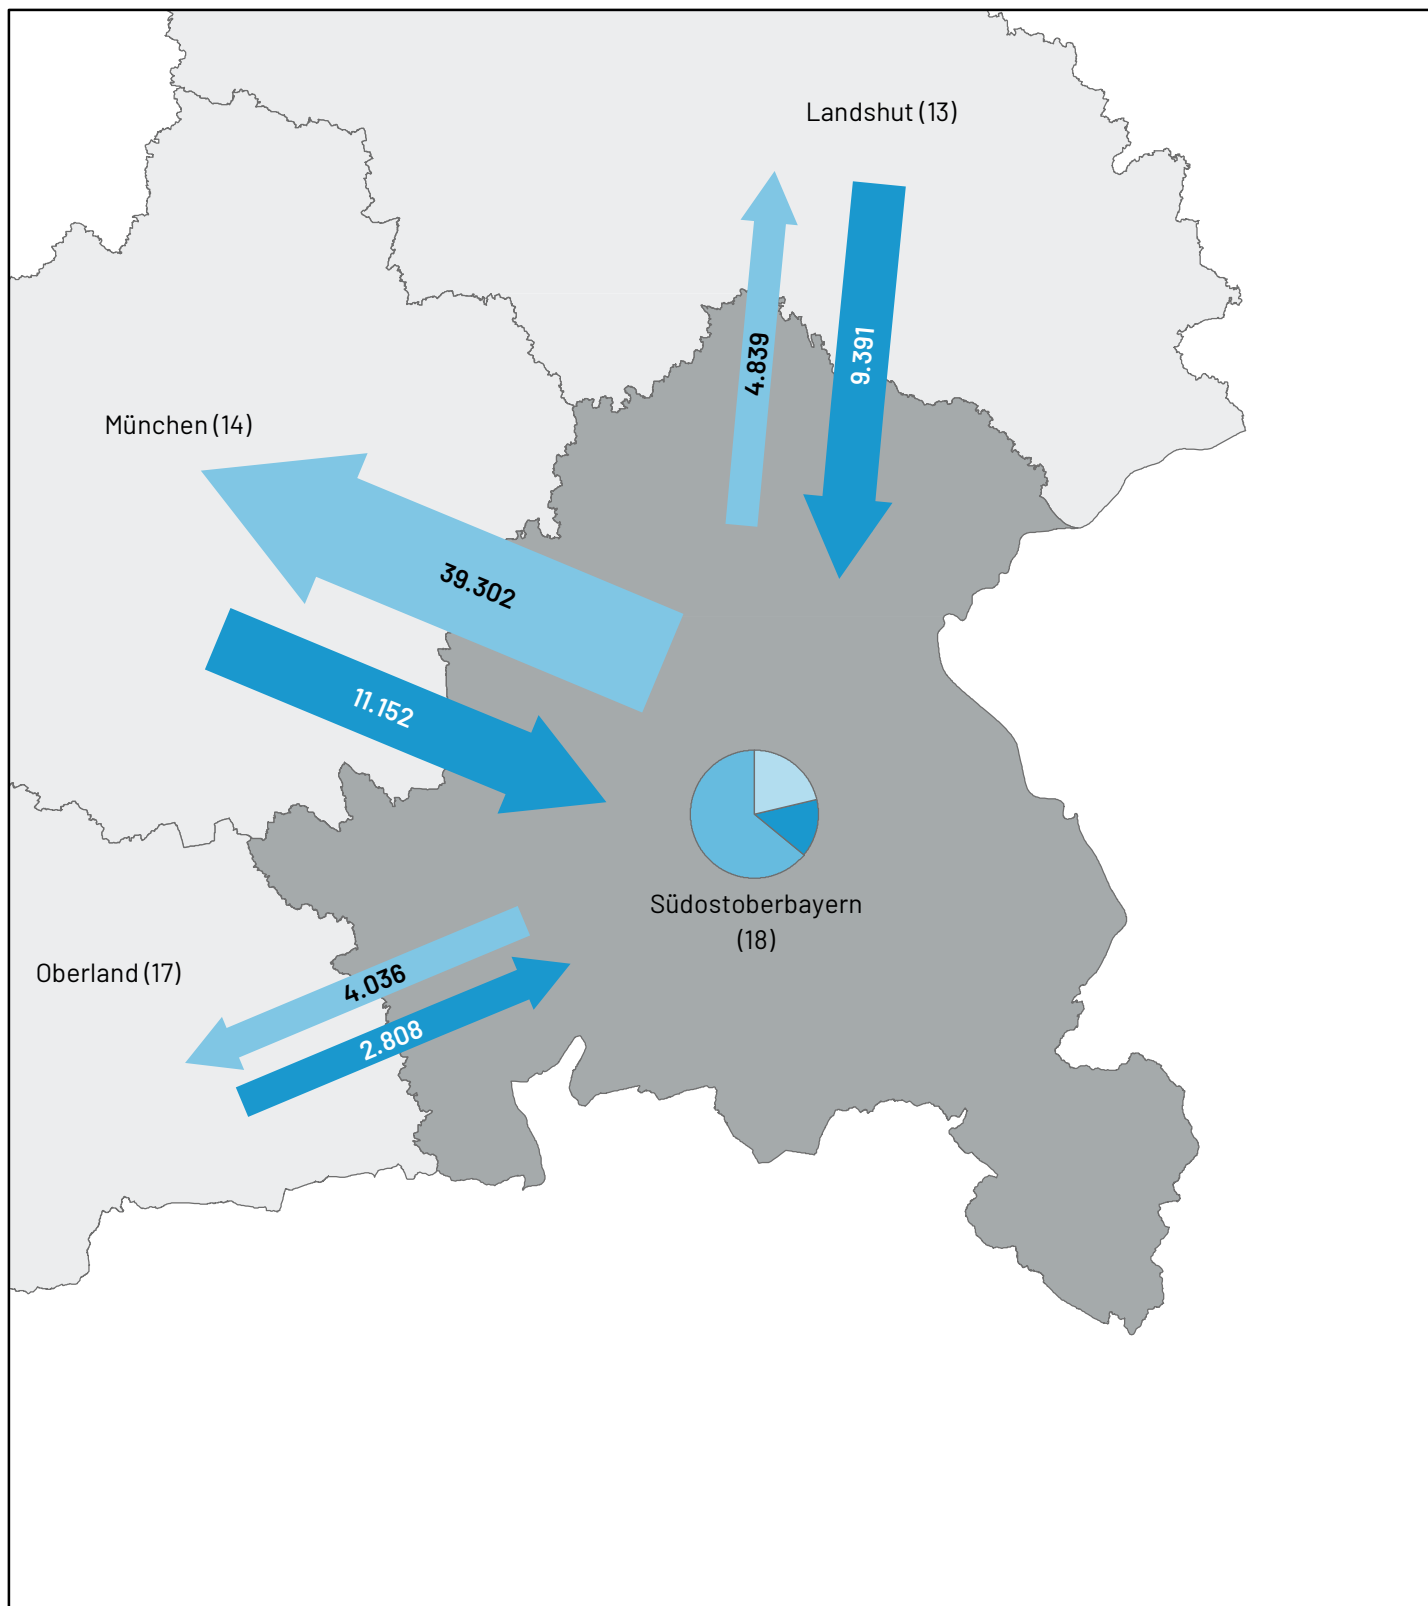 Landshut (13)
4.839
9.391
München (14)
39.302
11.152
Südostoberbayern
(18)
Oberland (17)
4.036
2.808